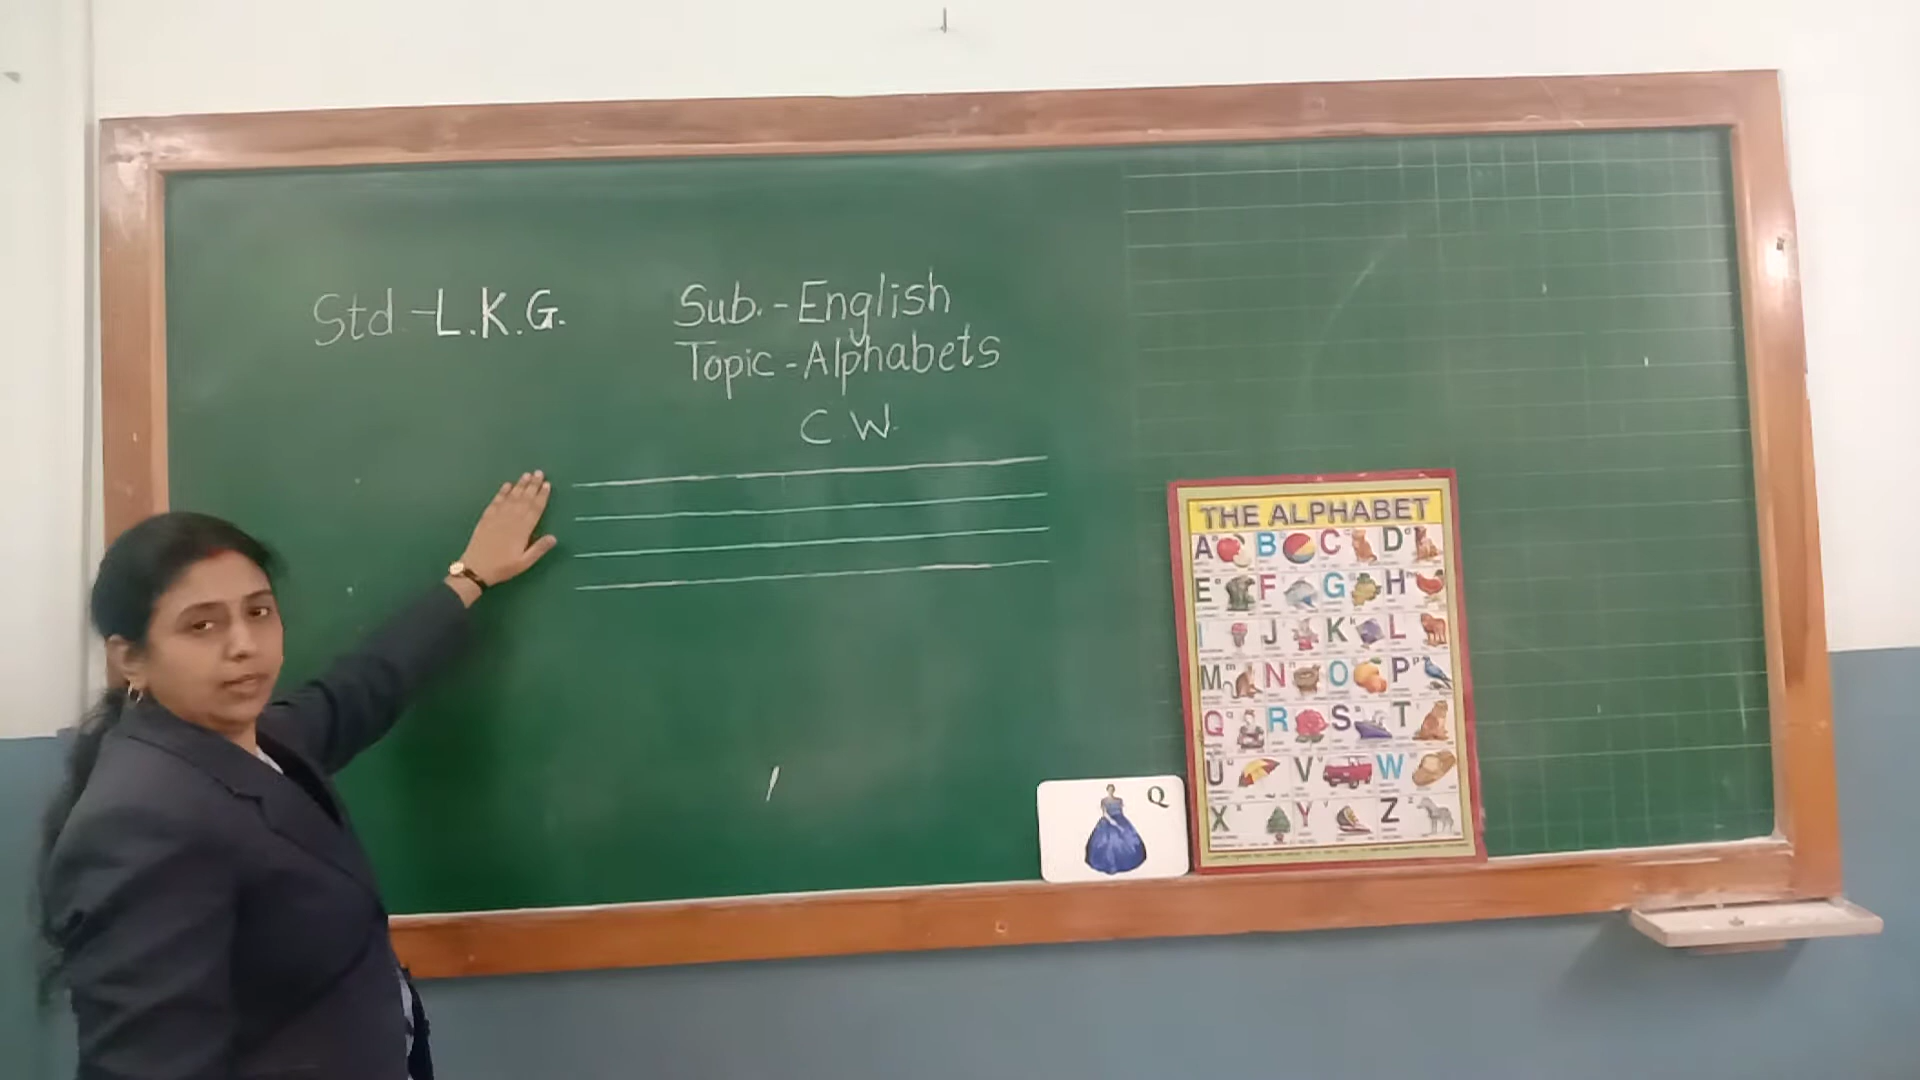 Std - L.K.G.
Sub. - English
Topic - Alphabets
C.W.
THE ALPHABET
A B C D
E F G H
I J K L
M m N n O P p
Q R S T
U V W
X Y Z
Q